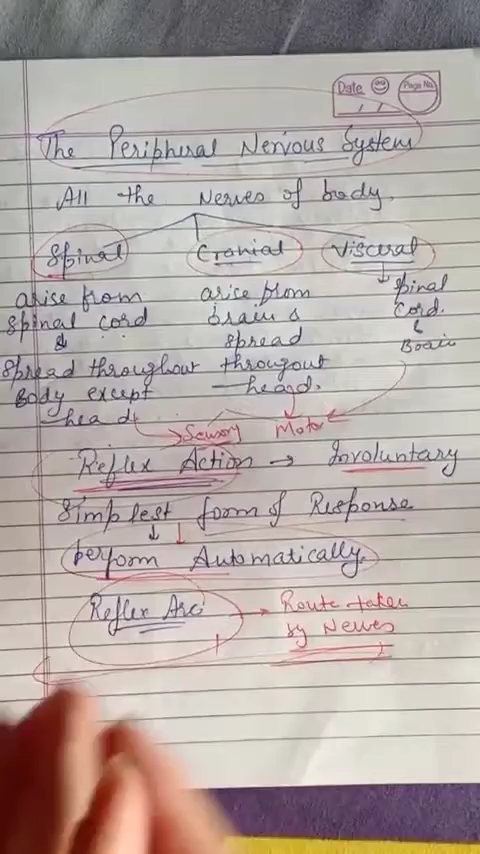 Date
Page No.
The Peripheral Nervous System
All the Nerves of body.
Spinal Cranial Visceral
arise from
spinal cord
&
spread throughout
Body except
head
arise from
brain &
spread
througout
head.
Spinal
Cord.
&
Brain
Sensory Motor
Reflex Action → Involuntary
Simplest form of Response
perform Automatically.
Reflex Arc → Route taken
by Nerves